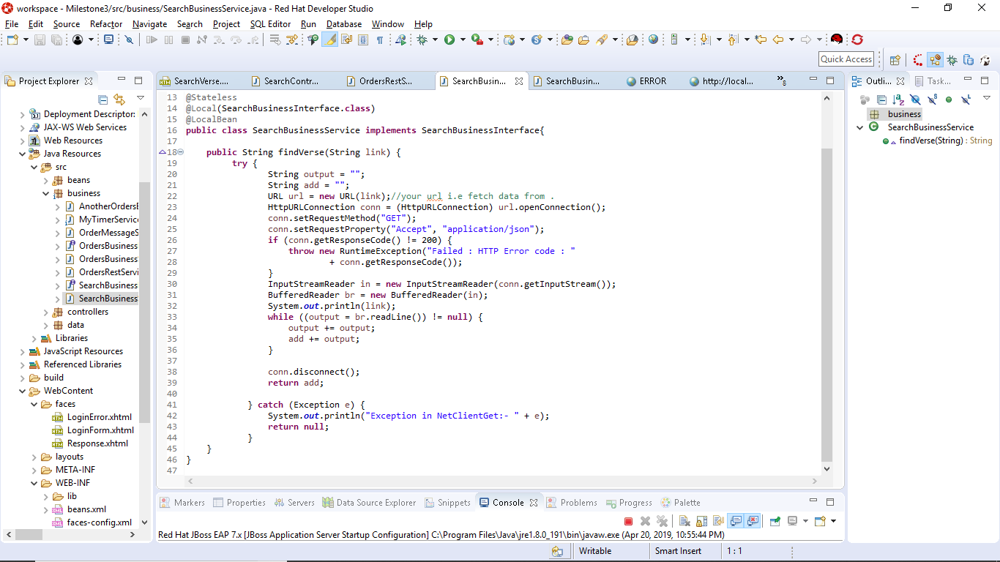 workspace - Milestone3/src/business/SearchBusinessService.java - Red Hat Developer Studio
File Edit Source Refactor Navigate Search Project SQL Editor Run Database Window Help
Quick Access
Project Explorer
Deployment Descriptor:
JAX-WS Web Services
Web Resources
Java Resources
src
beans
business
AnotherOrdersB
MyTimerService
OrderMessageS
OrdersBusiness
OrdersBusiness
OrdersRestServi
SearchBusiness
SearchBusiness
controllers
data
Libraries
JavaScript Resources
Referenced Libraries
build
WebContent
faces
LoginError.xhtml
LoginForm.xhtml
Response.xhtml
layouts
META-INF
WEB-INF
lib
beans.xml
faces-config.xml
SearchVerse.... SearchContr... OrdersRestS... SearchBusin... SearchBusin... ERROR http://local... »8
13 @Stateless
14 @Local(SearchBusinessInterface.class)
15 @LocalBean
16 public class SearchBusinessService implements SearchBusinessInterface{
17
18 public String findVerse(String link) {
19 try {
20 String output = "";
21 String add = "";
22 URL url = new URL(link);//your url i.e fetch data from .
23 HttpURLConnection conn = (HttpURLConnection) url.openConnection();
24 conn.setRequestMethod("GET");
25 conn.setRequestProperty("Accept", "application/json");
26 if (conn.getResponseCode() != 200) {
27 throw new RuntimeException("Failed : HTTP Error code : "
28 + conn.getResponseCode());
29 }
30 InputStreamReader in = new InputStreamReader(conn.getInputStream());
31 BufferedReader br = new BufferedReader(in);
32 System.out.println(link);
33 while ((output = br.readLine()) != null) {
34 output += output;
35 add += output;
36 }
37
38 conn.disconnect();
39 return add;
40
41 } catch (Exception e) {
42 System.out.println("Exception in NetClientGet:- " + e);
43 return null;
44 }
45 }
46 }
47
Outli... Task...
business
SearchBusinessService
findVerse(String) : String
Markers Properties Servers Data Source Explorer Snippets Console Problems Progress Palette
Red Hat JBoss EAP 7.x [JBoss Application Server Startup Configuration] C:\Program Files\Java\jre1.8.0_191\bin\javaw.exe (Apr 20, 2019, 10:55:44 PM)
Writable Smart Insert 1 : 1